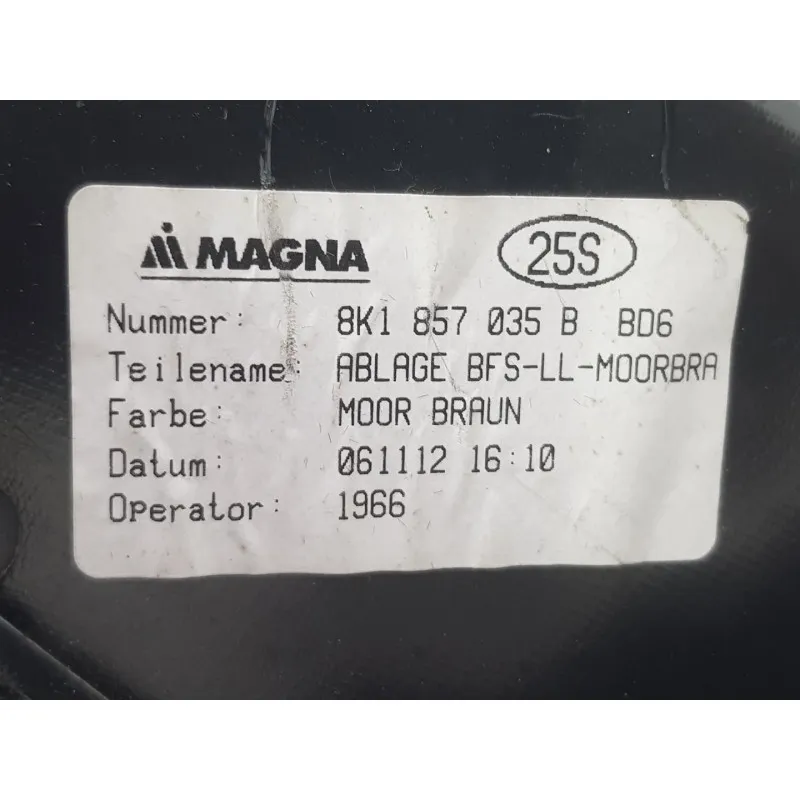 MAGNA 25S
Nummer: 8K1 857 035 B BD6
Teilename: ABLAGE BFS-LL-MOORBRA
Farbe: MOOR BRAUN
Datum: 061112 16:10
Operator: 1966